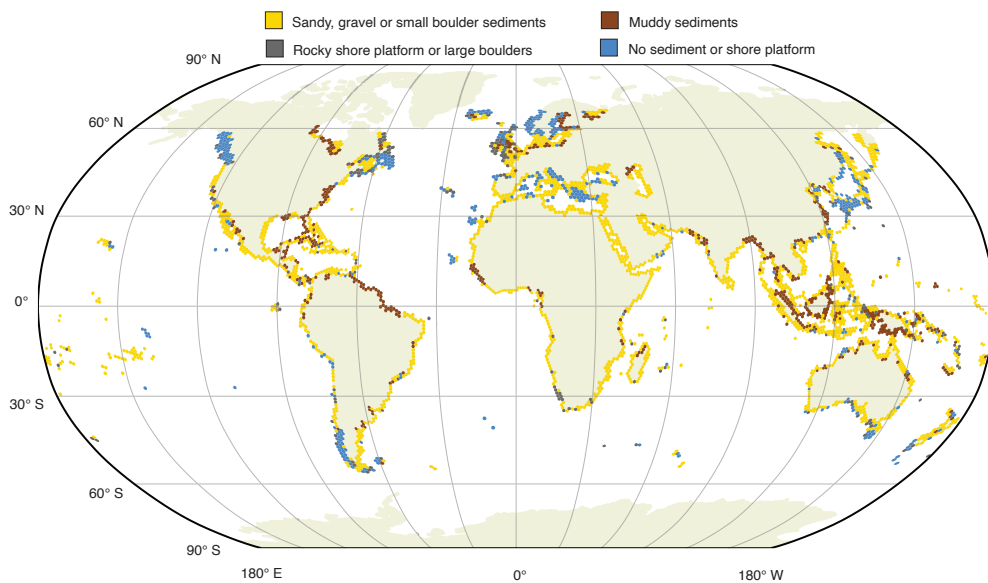 Sandy, gravel or small boulder sediments
Muddy sediments
Rocky shore platform or large boulders
No sediment or shore platform
90° N
60° N
30° N
0°
30° S
60° S
90° S
180° E
0°
180° W